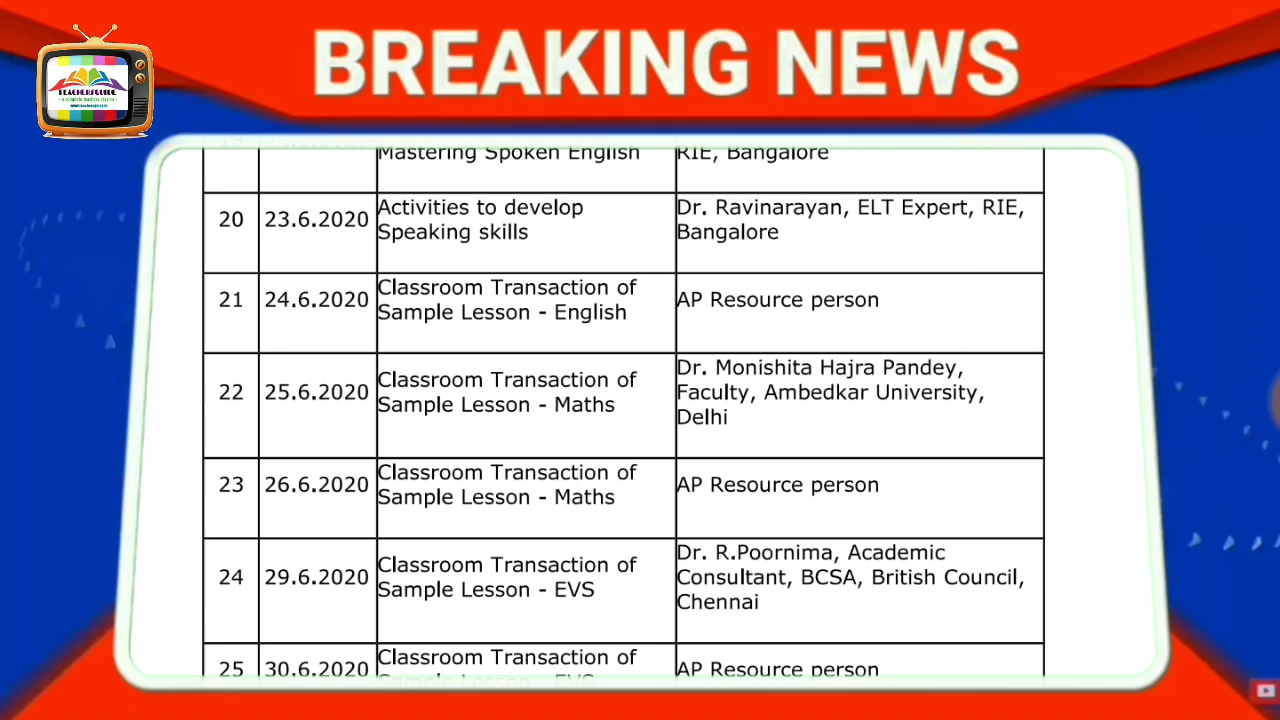 BREAKING NEWS
TEACHERSGUIDE
Mastering Spoken English
RIE, Bangalore
20
23.6.2020
Activities to develop
Speaking skills
Dr. Ravinarayan, ELT Expert, RIE,
Bangalore
21
24.6.2020
Classroom Transaction of
Sample Lesson - English
AP Resource person
22
25.6.2020
Classroom Transaction of
Sample Lesson - Maths
Dr. Monishita Hajra Pandey,
Faculty, Ambedkar University,
Delhi
23
26.6.2020
Classroom Transaction of
Sample Lesson - Maths
AP Resource person
24
29.6.2020
Classroom Transaction of
Sample Lesson - EVS
Dr. R.Poornima, Academic
Consultant, BCSA, British Council,
Chennai
25
30.6.2020
Classroom Transaction of
Sample Lesson - EVS
AP Resource person